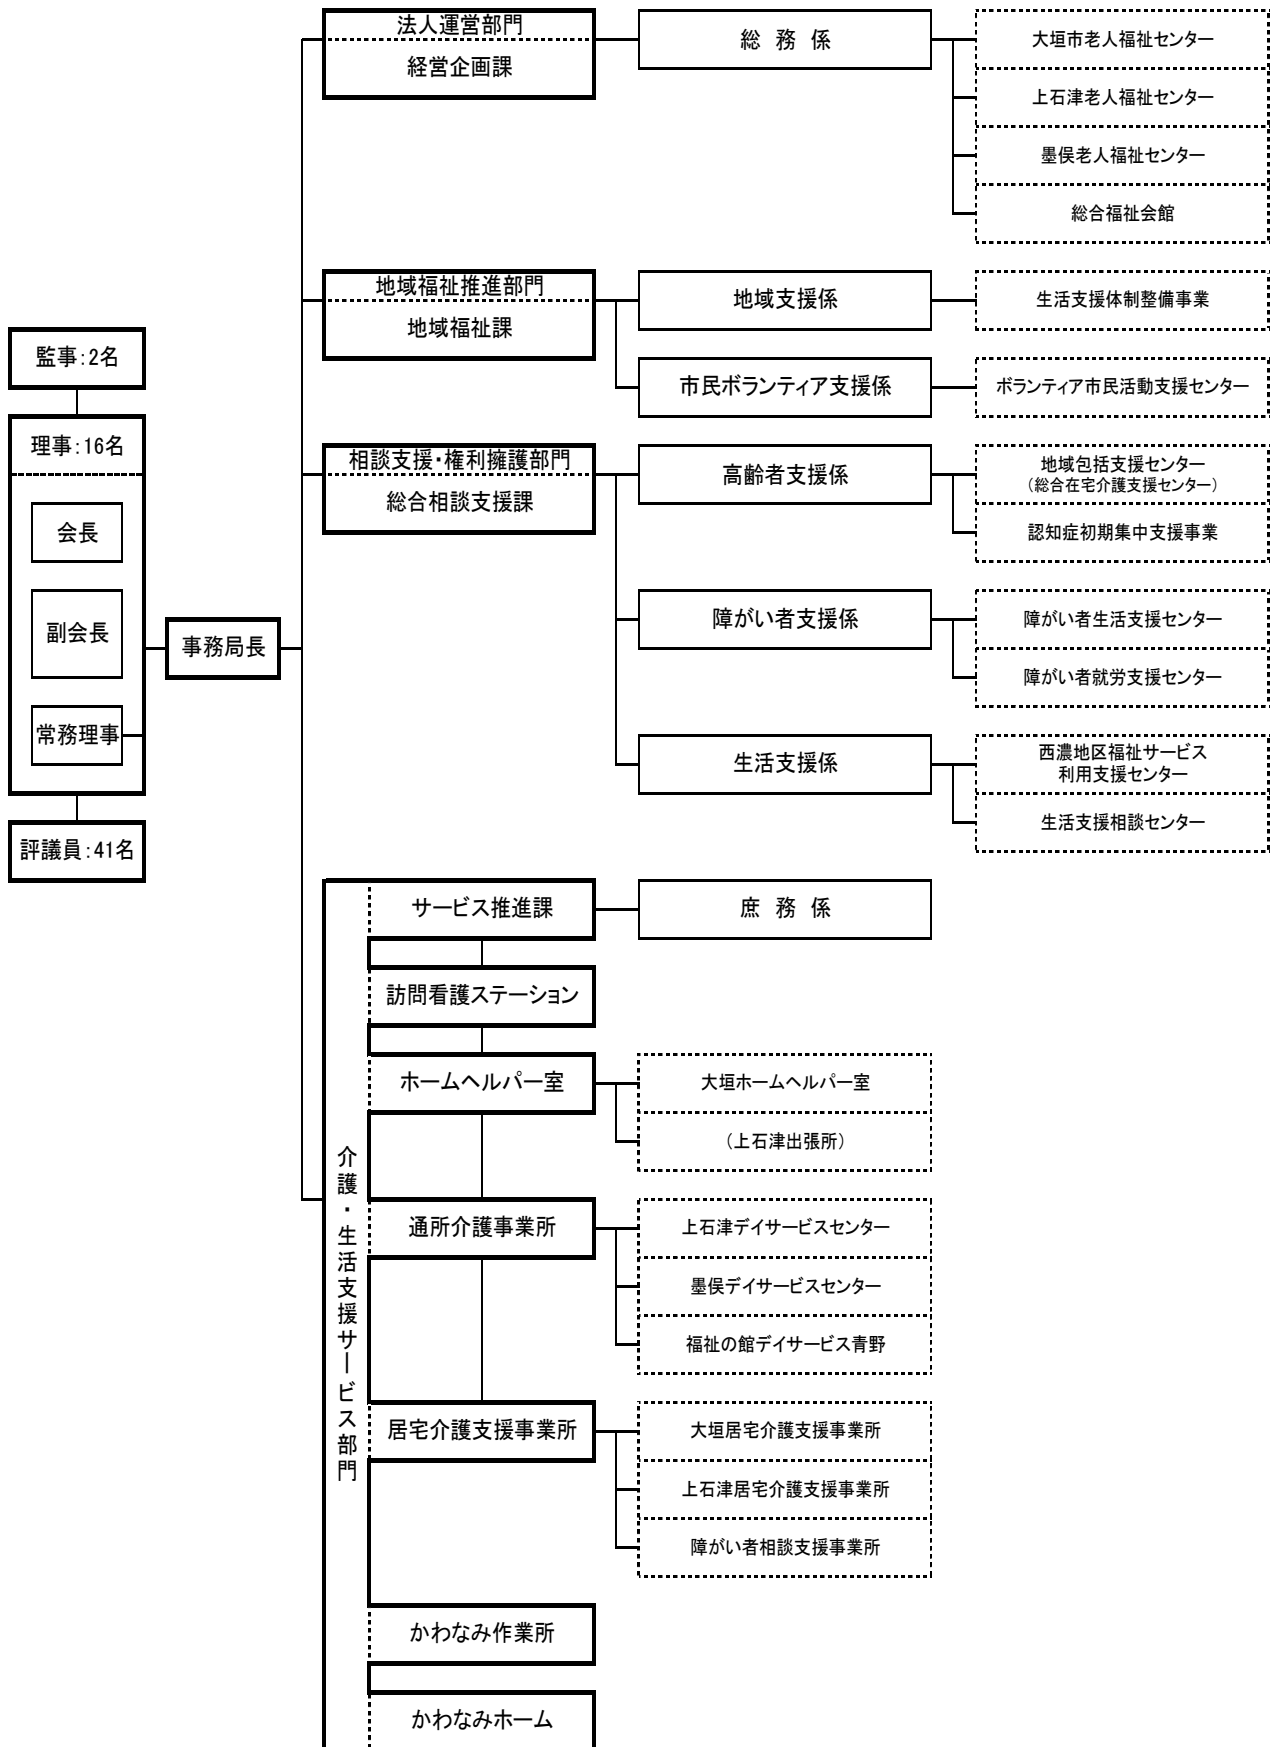 監事:2名
理事:16名
会長
副会長
常務理事
評議員:41名
事務局長
法人運営部門
経営企画課
総 務 係
大垣市老人福祉センター
上石津老人福祉センター
墨俣老人福祉センター
総合福祉会館
地域福祉推進部門
地域福祉課
地域支援係
生活支援体制整備事業
市民ボランティア支援係
ボランティア市民活動支援センター
相談支援・権利擁護部門
総合相談支援課
高齢者支援係
地域包括支援センター
(総合在宅介護支援センター)
認知症初期集中支援事業
障がい者支援係
障がい者生活支援センター
障がい者就労支援センター
生活支援係
西濃地区福祉サービス
利用支援センター
生活支援相談センター
介護・生活支援サービス部門
サービス推進課
庶 務 係
訪問看護ステーション
ホームヘルパー室
大垣ホームヘルパー室
(上石津出張所)
通所介護事業所
上石津デイサービスセンター
墨俣デイサービスセンター
福祉の館デイサービス青野
居宅介護支援事業所
大垣居宅介護支援事業所
上石津居宅介護支援事業所
障がい者相談支援事業所
かわなみ作業所
かわなみホーム